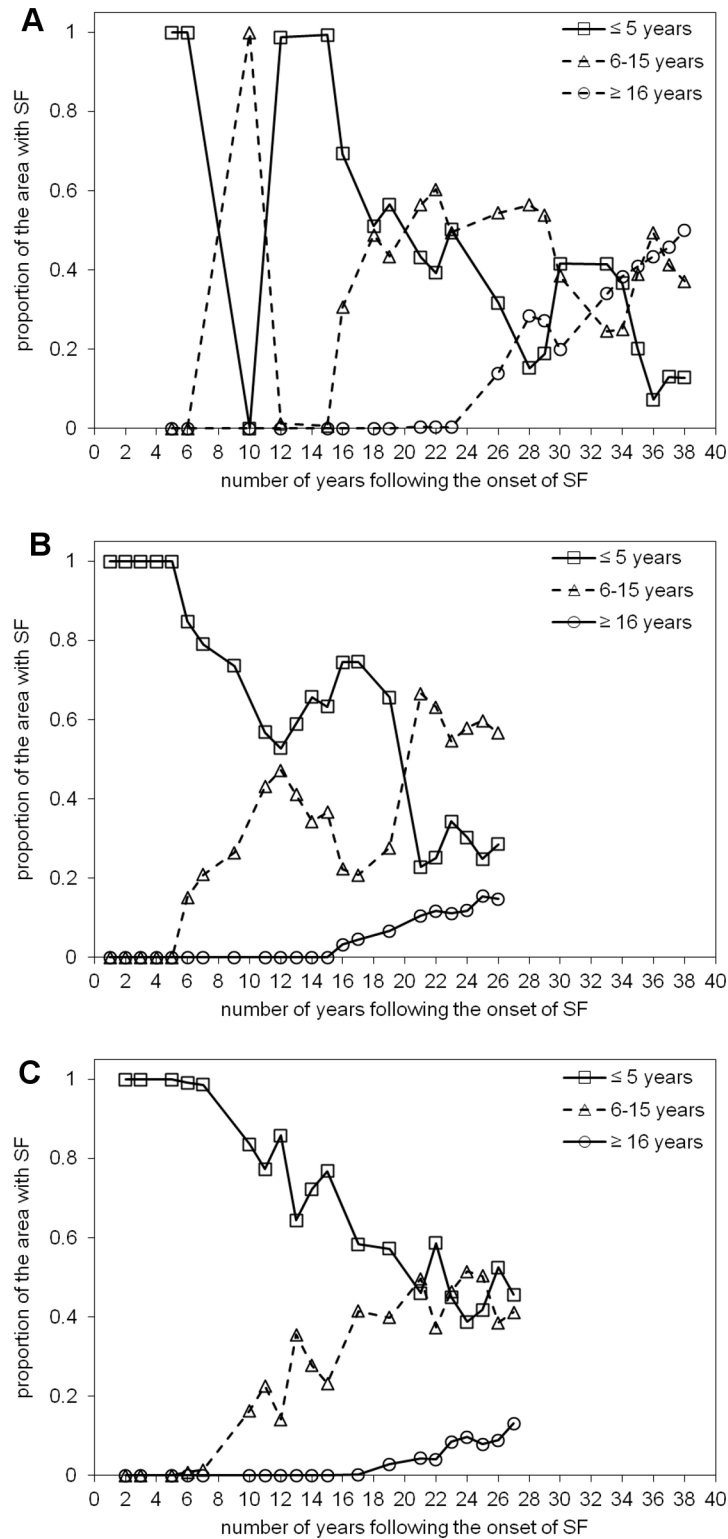 A
≤ 5 years
6-15 years
≥ 16 years
proportion of the area with SF
1
0.8
0.6
0.4
0.2
0
0 2 4 6 8 10 12 14 16 18 20 22 24 26 28 30 32 34 36 38 40
number of years following the onset of SF
B
≤ 5 years
6-15 years
≥ 16 years
proportion of the area with SF
1
0.8
0.6
0.4
0.2
0
0 2 4 6 8 10 12 14 16 18 20 22 24 26 28 30 32 34 36 38 40
number of years following the onset of SF
C
≤ 5 years
6-15 years
≥ 16 years
proportion of the area with SF
1
0.8
0.6
0.4
0.2
0
0 2 4 6 8 10 12 14 16 18 20 22 24 26 28 30 32 34 36 38 40
number of years following the onset of SF